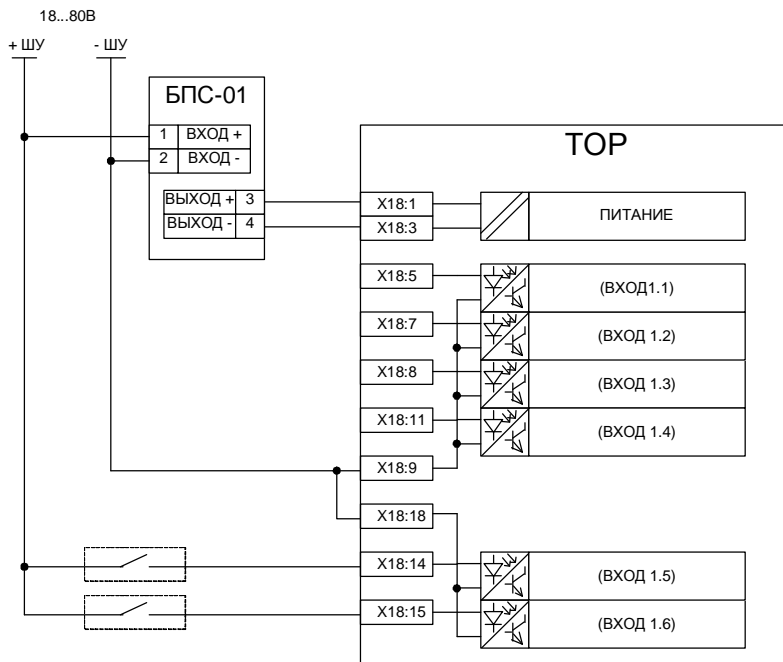 18...80В
+ ШУ
- ШУ
БПС-01
1 ВХОД +
2 ВХОД -
ВЫХОД + 3
ВЫХОД - 4
ТОР
X18:1
X18:3
ПИТАНИЕ
X18:5
(ВХОД1.1)
X18:7
(ВХОД 1.2)
X18:8
(ВХОД 1.3)
X18:11
(ВХОД 1.4)
X18:9
X18:18
X18:14
(ВХОД 1.5)
X18:15
(ВХОД 1.6)